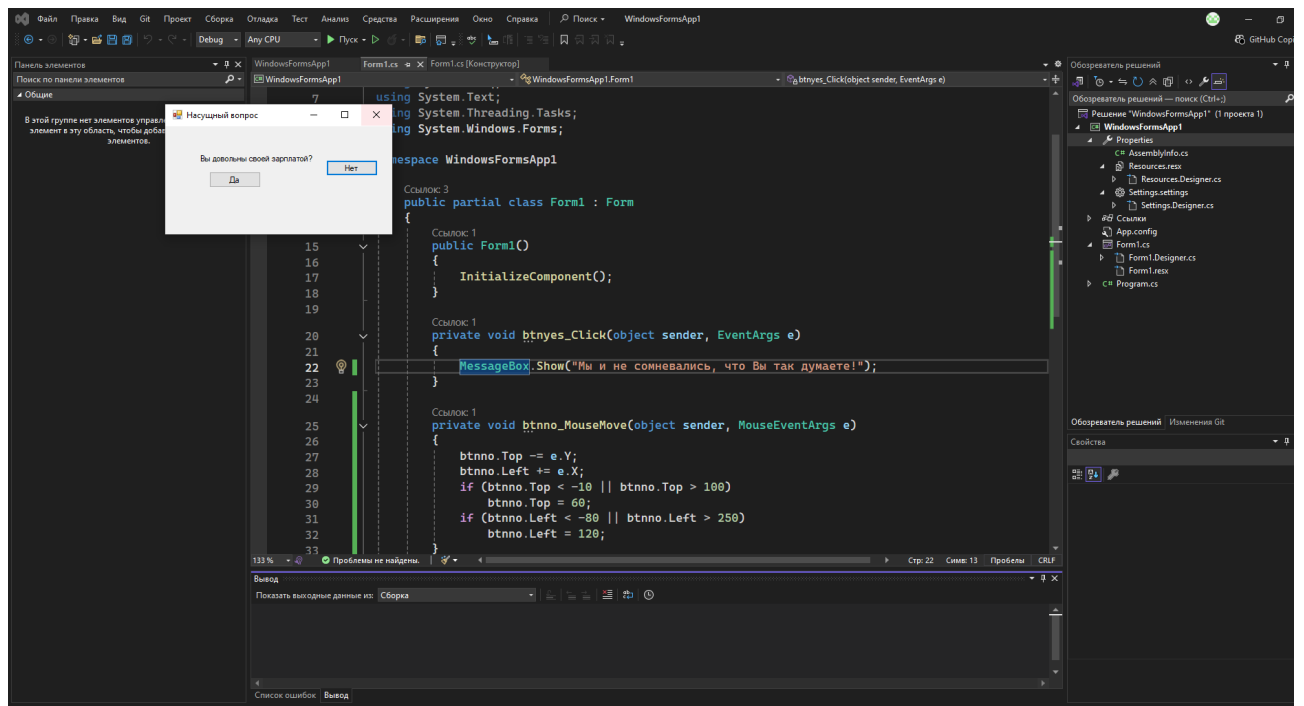 Файл Правка Вид Git Проект Сборка Отладка Тест Анализ Средства Расширения Окно Справка Поиск WindowsFormsApp1
Debug Any CPU Пуск GitHub Copi
Панель элементов
Поиск по панели элементов
Общие
В этой группе нет элементов управл
элемент в эту область, чтобы доба
элементов.
Насущный вопрос
Вы довольны своей зарплатой?
Да
Нет
WindowsFormsApp1 Form1.cs Form1.cs [Конструктор]
WindowsFormsApp1 WindowsFormsApp1.Form1 btnyes_Click(object sender, EventArgs e)
7 using System.Text;
ing System.Threading.Tasks;
ing System.Windows.Forms;
mespace WindowsFormsApp1
Ссылок: 3
public partial class Form1 : Form
{
Ссылок: 1
15 public Form1()
16 {
17 InitializeComponent();
18 }
19
Ссылок: 1
20 private void btnyes_Click(object sender, EventArgs e)
21 {
22 MessageBox.Show("Мы и не сомневались, что Вы так думаете!");
23 }
24
Ссылок: 1
25 private void btnno_MouseMove(object sender, MouseEventArgs e)
26 {
27 btnno.Top -= e.Y;
28 btnno.Left += e.X;
29 if (btnno.Top < -10 || btnno.Top > 100)
30 btnno.Top = 60;
31 if (btnno.Left < -80 || btnno.Left > 250)
32 btnno.Left = 120;
33 }
133 % Проблемы не найдены. Стр: 22 Симв: 13 Пробелы CRLF
Вывод
Показать выходные данные из: Сборка
Список ошибок Вывод
Обозреватель решений
Обозреватель решений — поиск (Ctrl+;)
Решение "WindowsFormsApp1" (1 проекта 1)
WindowsFormsApp1
Properties
C# AssemblyInfo.cs
Resources.resx
Resources.Designer.cs
Settings.settings
Settings.Designer.cs
Ссылки
App.config
Form1.cs
Form1.Designer.cs
Form1.resx
C# Program.cs
Обозреватель решений Изменения Git
Свойства